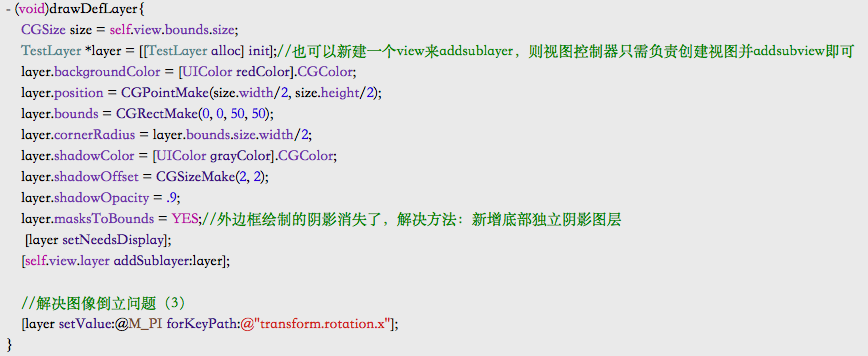 - (void)drawDefLayer{
CGSize size = self.view.bounds.size;
TestLayer *layer = [[TestLayer alloc] init];//也可以新建一个view来addsublayer，则视图控制器只需负责创建视图并addsubview即可
layer.backgroundColor = [UIColor redColor].CGColor;
layer.position = CGPointMake(size.width/2, size.height/2);
layer.bounds = CGRectMake(0, 0, 50, 50);
layer.cornerRadius = layer.bounds.size.width/2;
layer.shadowColor = [UIColor grayColor].CGColor;
layer.shadowOffset = CGSizeMake(2, 2);
layer.shadowOpacity = .9;
layer.masksToBounds = YES;//外边框绘制的阴影消失了，解决方法：新增底部独立阴影图层
[layer setNeedsDisplay];
[self.view.layer addSublayer:layer];
//解决图像倒立问题（3）
[layer setValue:@M_PI forKeyPath:@"transform.rotation.x"];
}